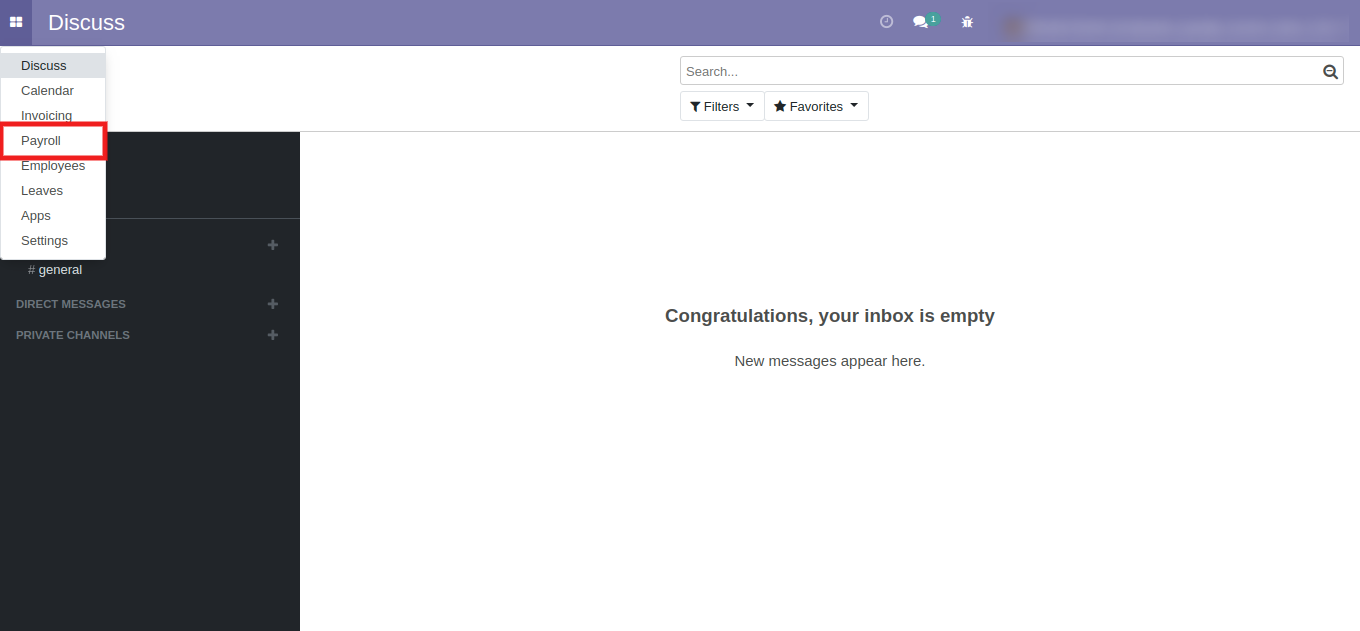 Discuss
1
Discuss
Calendar
Invoicing
Payroll
Employees
Leaves
Apps
Settings
Search...
Filters
Favorites
# general
DIRECT MESSAGES
PRIVATE CHANNELS
Congratulations, your inbox is empty
New messages appear here.